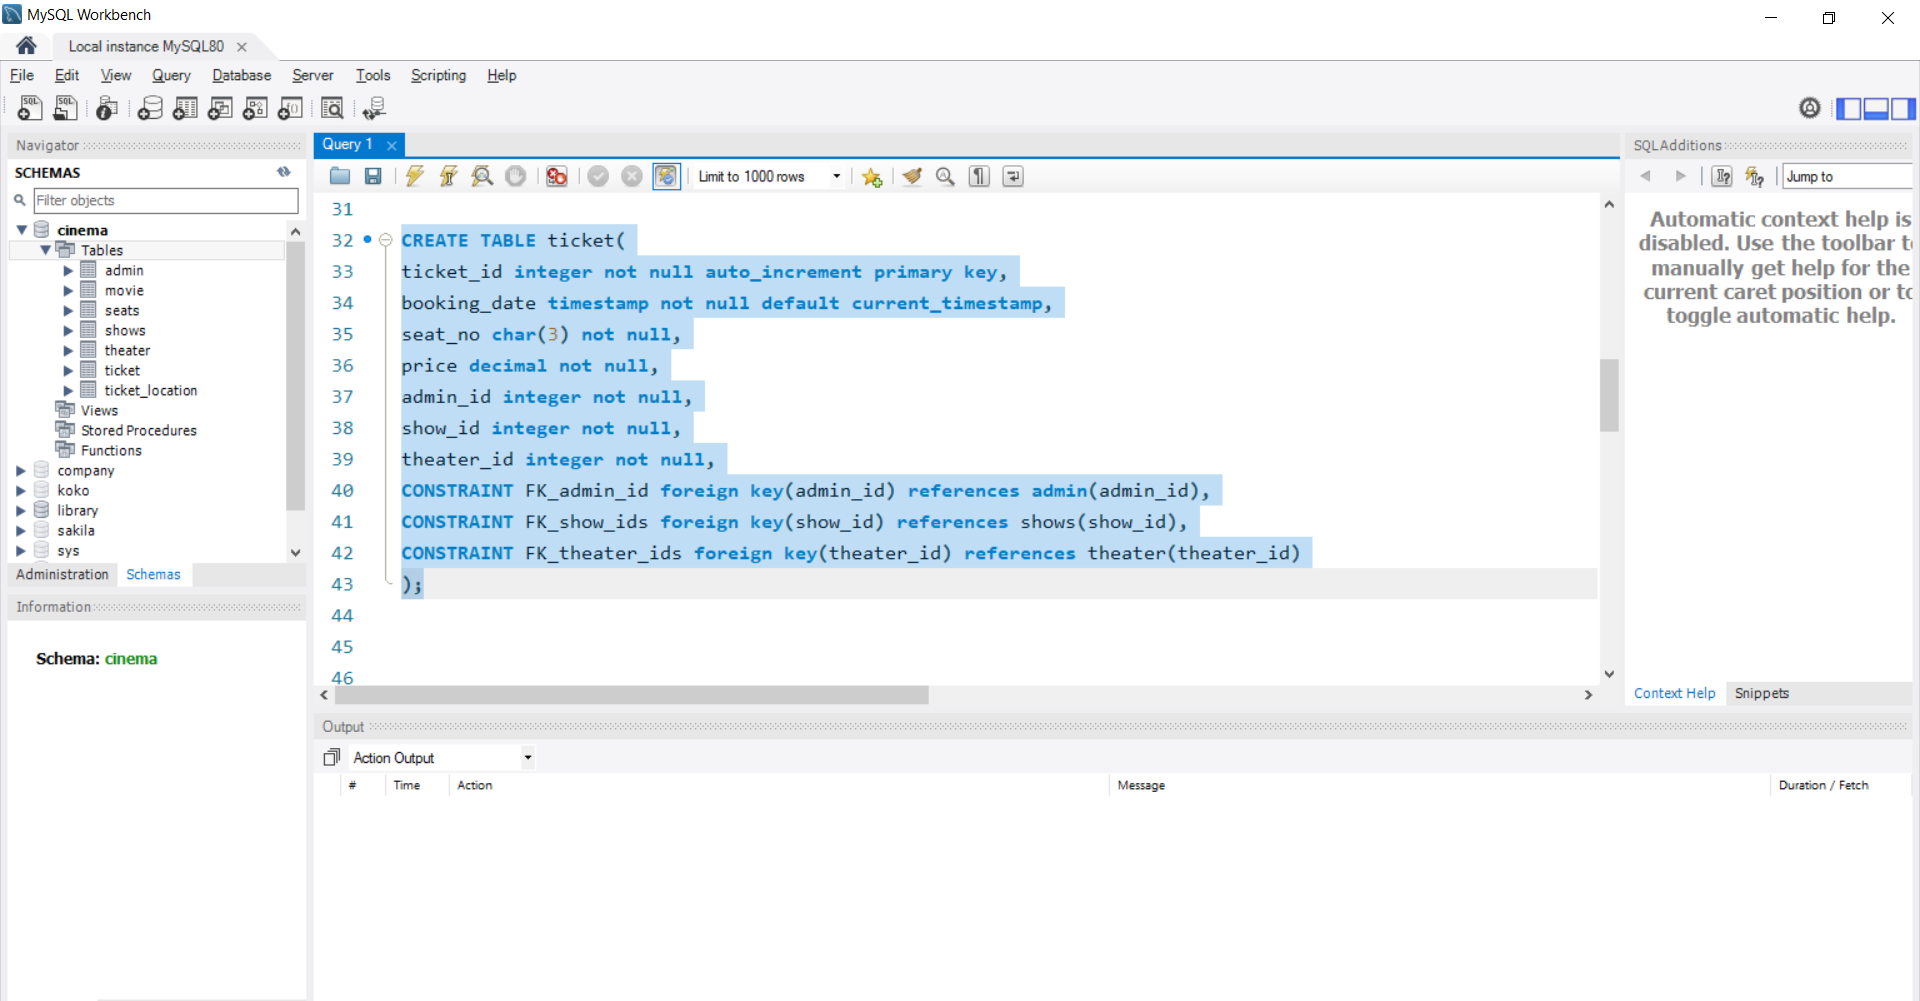 MySQL Workbench
Local instance MySQL80
File Edit View Query Database Server Tools Scripting Help
Navigator
SCHEMAS
Filter objects
cinema
Tables
admin
movie
seats
shows
theater
ticket
ticket_location
Views
Stored Procedures
Functions
company
koko
library
sakila
sys
Administration Schemas
Information
Schema: cinema
Query 1
Limit to 1000 rows
31
32 CREATE TABLE ticket(
33 ticket_id integer not null auto_increment primary key,
34 booking_date timestamp not null default current_timestamp,
35 seat_no char(3) not null,
36 price decimal not null,
37 admin_id integer not null,
38 show_id integer not null,
39 theater_id integer not null,
40 CONSTRAINT FK_admin_id foreign key(admin_id) references admin(admin_id),
41 CONSTRAINT FK_show_ids foreign key(show_id) references shows(show_id),
42 CONSTRAINT FK_theater_ids foreign key(theater_id) references theater(theater_id)
43 );
44
45
46
SQLAdditions
Jump to
Automatic context help is
disabled. Use the toolbar to
manually get help for the
current caret position or to
toggle automatic help.
Context Help Snippets
Output
Action Output
# Time Action Message Duration / Fetch